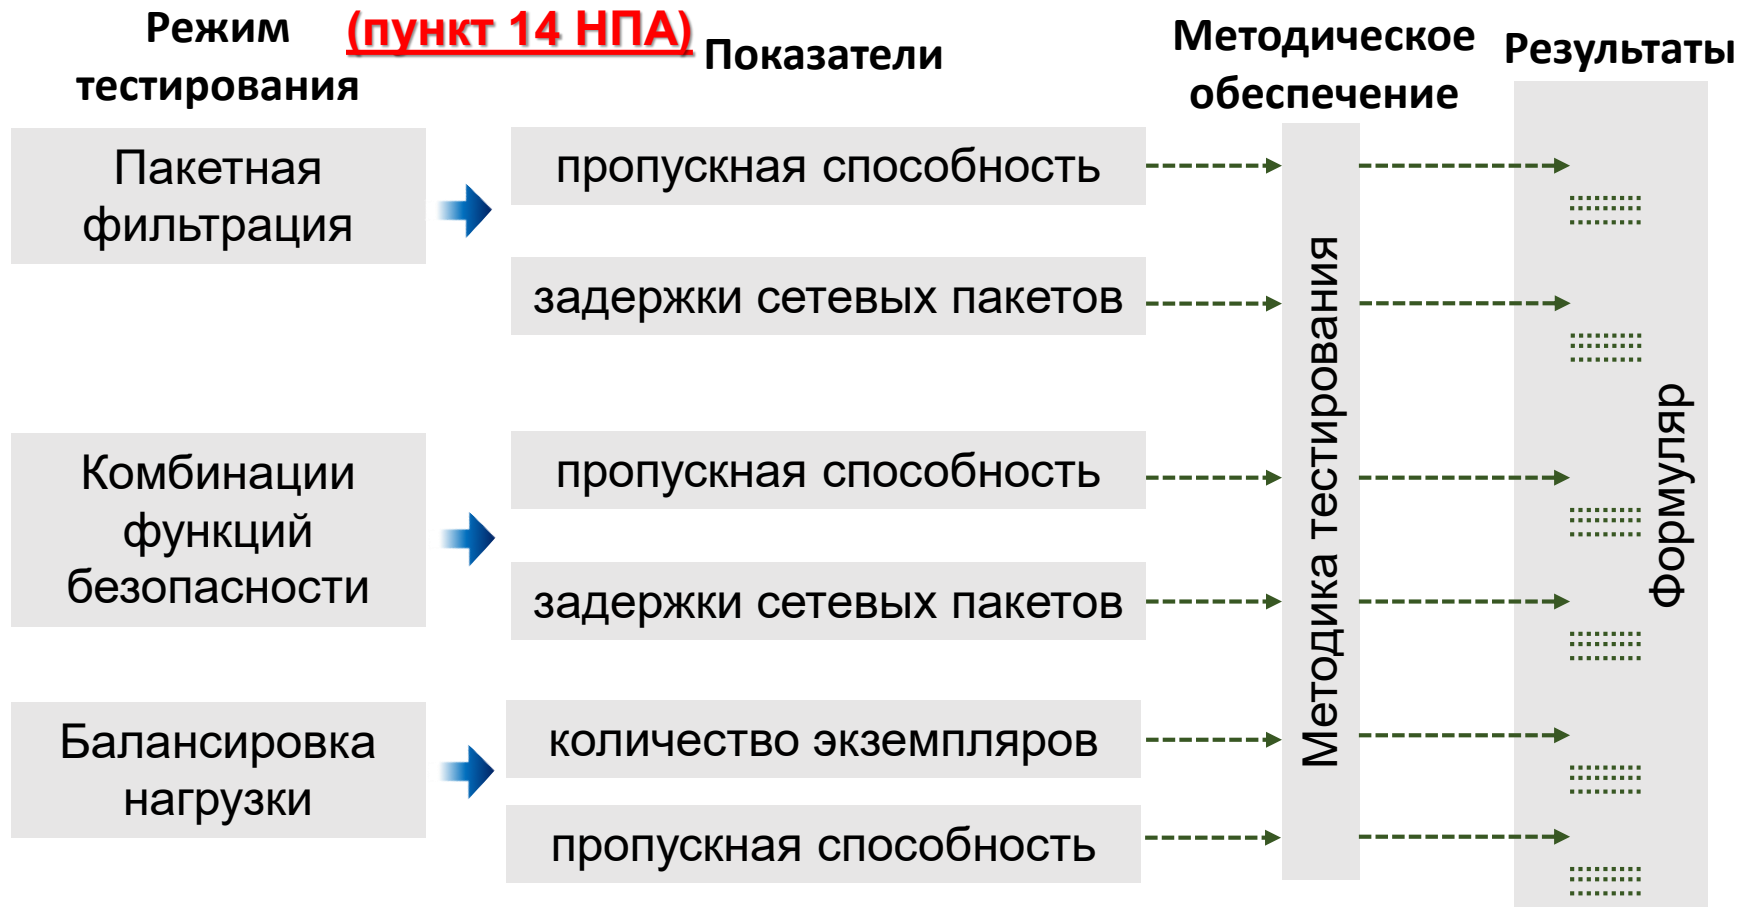 Режим
тестирования
(пункт 14 НПА)
Показатели
Методическое
обеспечение
Результаты
Пакетная
фильтрация
пропускная способность
задержки сетевых пакетов
Комбинации
функций
безопасности
пропускная способность
задержки сетевых пакетов
Балансировка
нагрузки
количество экземпляров
пропускная способность
Методика тестирования
Формуляр